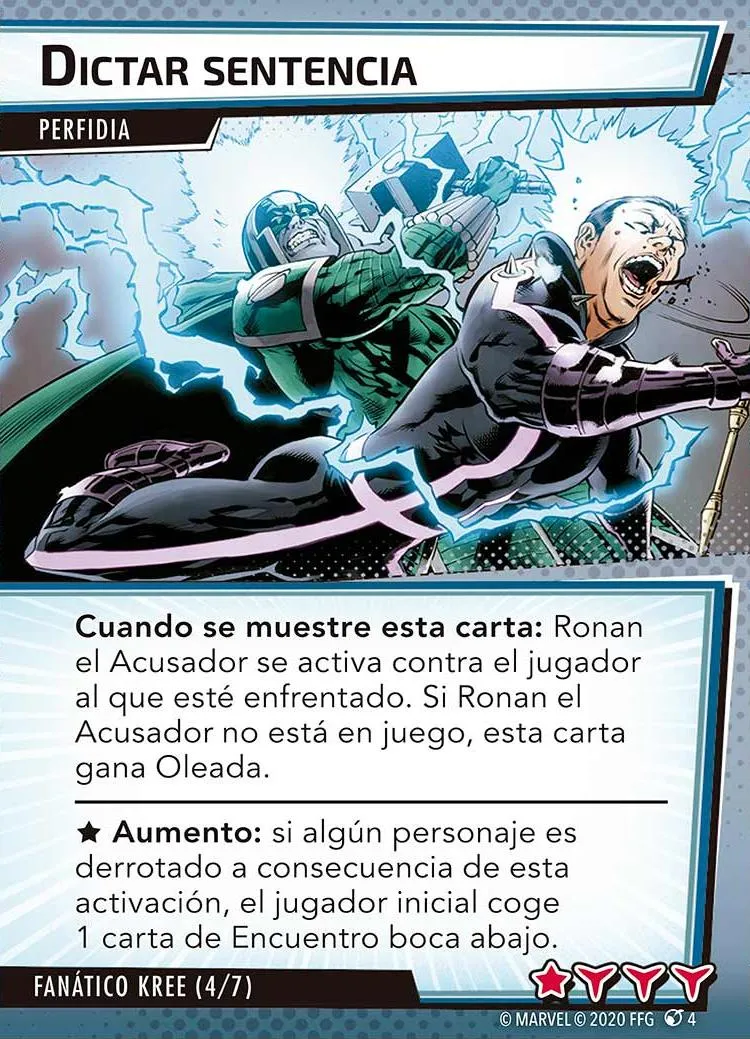 DICTAR SENTENCIA
PERFIDIA
Cuando se muestre esta carta: Ronan
el Acusador se activa contra el jugador
al que esté enfrentado. Si Ronan el
Acusador no está en juego, esta carta
gana Oleada.
★ Aumento: si algún personaje es
derrotado a consecuencia de esta
activación, el jugador inicial coge
1 carta de Encuentro boca abajo.
FANÁTICO KREE (4/7)
© MARVEL © 2020 FFG 4